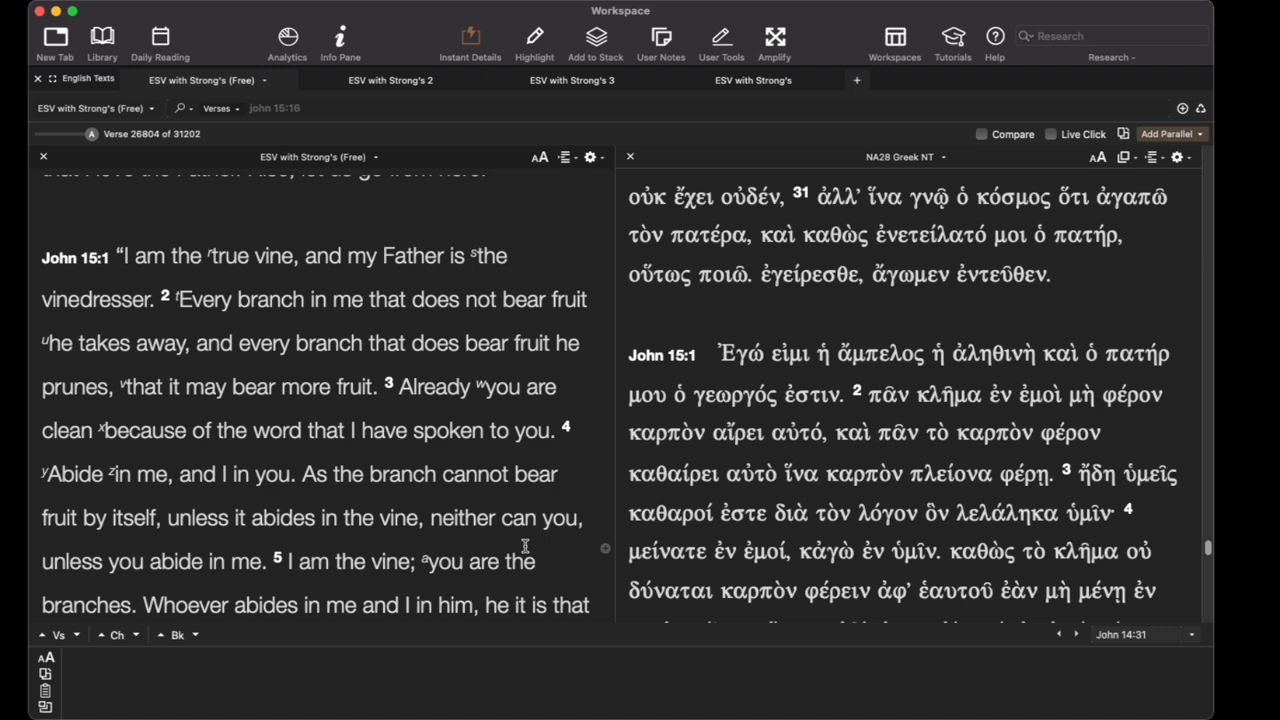 Workspace
New Tab Library Daily Reading Analytics Info Pane Instant Details Highlight Add to Stack User Notes User Tools Amplify Workspaces Tutorials Help Research
Research
English Texts ESV with Strong's (Free) ESV with Strong's 2 ESV with Strong's 3 ESV with Strong's
ESV with Strong's (Free) Verses john 15:16
A Verse 26804 of 31202 Compare Live Click Add Parallel
ESV with Strong's (Free) AA
John 15:1 “I am the r true vine, and my Father is s the
vinedresser. 2 t Every branch in me that does not bear fruit
u he takes away, and every branch that does bear fruit he
prunes, v that it may bear more fruit. 3 Already w you are
clean x because of the word that I have spoken to you. 4
y Abide z in me, and I in you. As the branch cannot bear
fruit by itself, unless it abides in the vine, neither can you,
unless you abide in me. 5 I am the vine; a you are the
branches. Whoever abides in me and I in him, he it is that
NA28 Greek NT AA
οὐκ ἔχει οὐδέν, 31 ἀλλ’ ἵνα γνῷ ὁ κόσμος ὅτι ἀγαπῶ
τὸν πατέρα, καὶ καθὼς ἐνετείλατό μοι ὁ πατήρ,
οὕτως ποιῶ. ἐγείρεσθε, ἄγωμεν ἐντεῦθεν.
John 15:1 Ἐγώ εἰμι ἡ ἄμπελος ἡ ἀληθινὴ καὶ ὁ πατήρ
μου ὁ γεωργός ἐστιν. 2 πᾶν κλῆμα ἐν ἐμοὶ μὴ φέρον
καρπὸν αἴρει αὐτό, καὶ πᾶν τὸ καρπὸν φέρον
καθαίρει αὐτὸ ἵνα καρπὸν πλείονα φέρῃ. 3 ἤδη ὑμεῖς
καθαροί ἐστε διὰ τὸν λόγον ὃν λελάληκα ὑμῖν· 4
μείνατε ἐν ἐμοί, κἀγὼ ἐν ὑμῖν. καθὼς τὸ κλῆμα οὐ
δύναται καρπὸν φέρειν ἀφ’ ἑαυτοῦ ἐὰν μὴ μένῃ ἐν
Vs Ch Bk John 14:31
AA